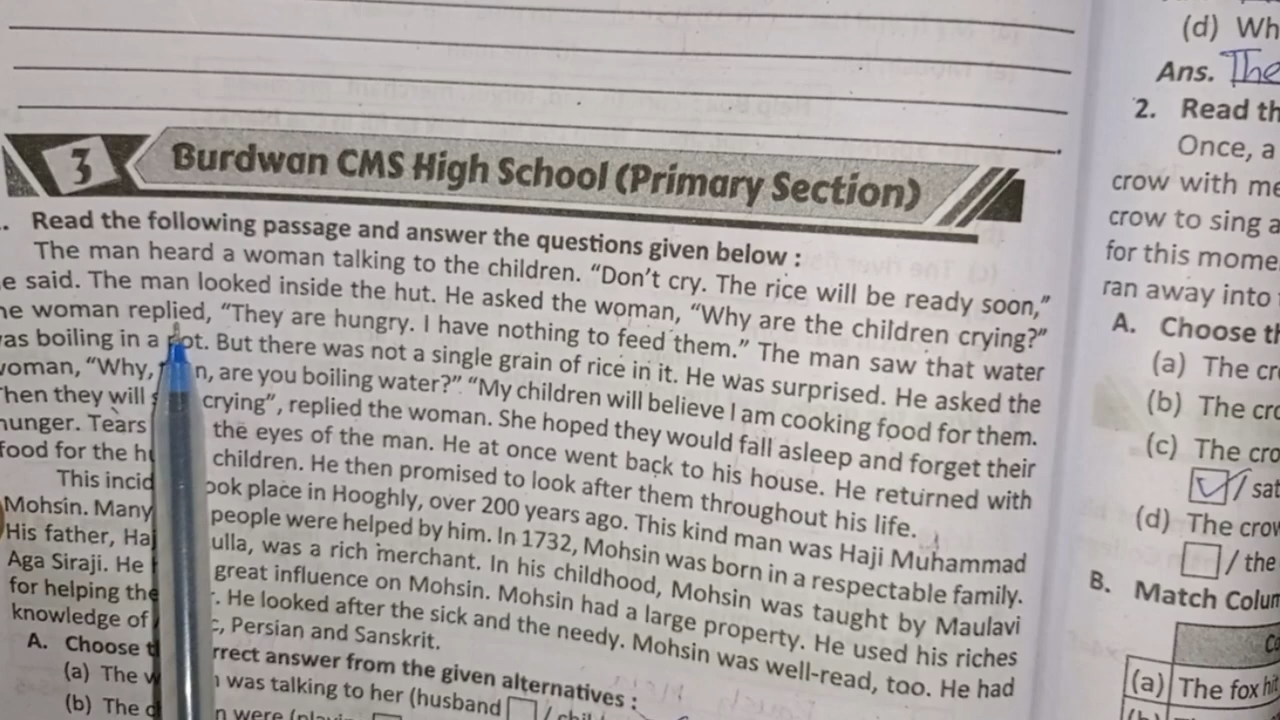 3 Burdwan CMS High School (Primary Section)
. Read the following passage and answer the questions given below :
The man heard a woman talking to the children. “Don’t cry. The rice will be ready soon,”
e said. The man looked inside the hut. He asked the woman, “Why are the children crying?”
he woman replied, “They are hungry. I have nothing to feed them.” The man saw that water
as boiling in a pot. But there was not a single grain of rice in it. He was surprised. He asked the
woman, “Why, n, are you boiling water?” “My children will believe I am cooking food for them.
Then they will s crying”, replied the woman. She hoped they would fall asleep and forget their
hunger. Tears the eyes of the man. He at once went back to his house. He returned with
food for the hu children. He then promised to look after them throughout his life.
This incid ook place in Hooghly, over 200 years ago. This kind man was Haji Muhammad
Mohsin. Many people were helped by him. In 1732, Mohsin was born in a respectable family.
His father, Haj ulla, was a rich merchant. In his childhood, Mohsin was taught by Maulavi
Aga Siraji. He great influence on Mohsin. Mohsin had a large property. He used his riches
for helping the . He looked after the sick and the needy. Mohsin was well-read, too. He had
knowledge of c, Persian and Sanskrit.
A. Choose t rrect answer from the given alternatives :
(a) The w was talking to her (husband
(b) The n were
(d) Wh
Ans. The
2. Read th
Once, a
crow with me
crow to sing a
for this mome
ran away into
A. Choose th
(a) The cr
(b) The cro
(c) The cro
/ sat
(d) The crow
/ the
B. Match Colum
(a) The fox hit